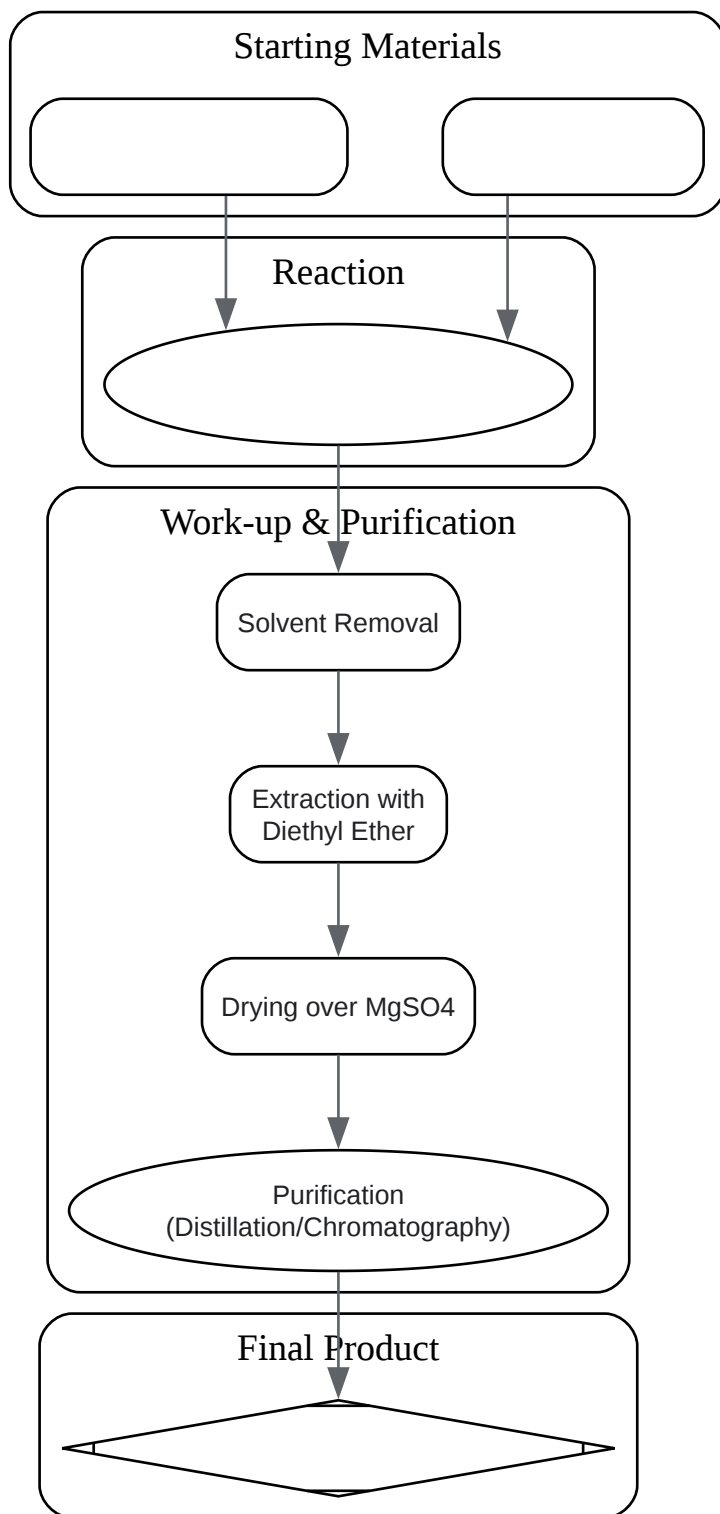 Starting Materials
Reaction
Work-up & Purification
Solvent Removal
Extraction with
Diethyl Ether
Drying over MgSO4
Purification
(Distillation/Chromatography)
Final Product